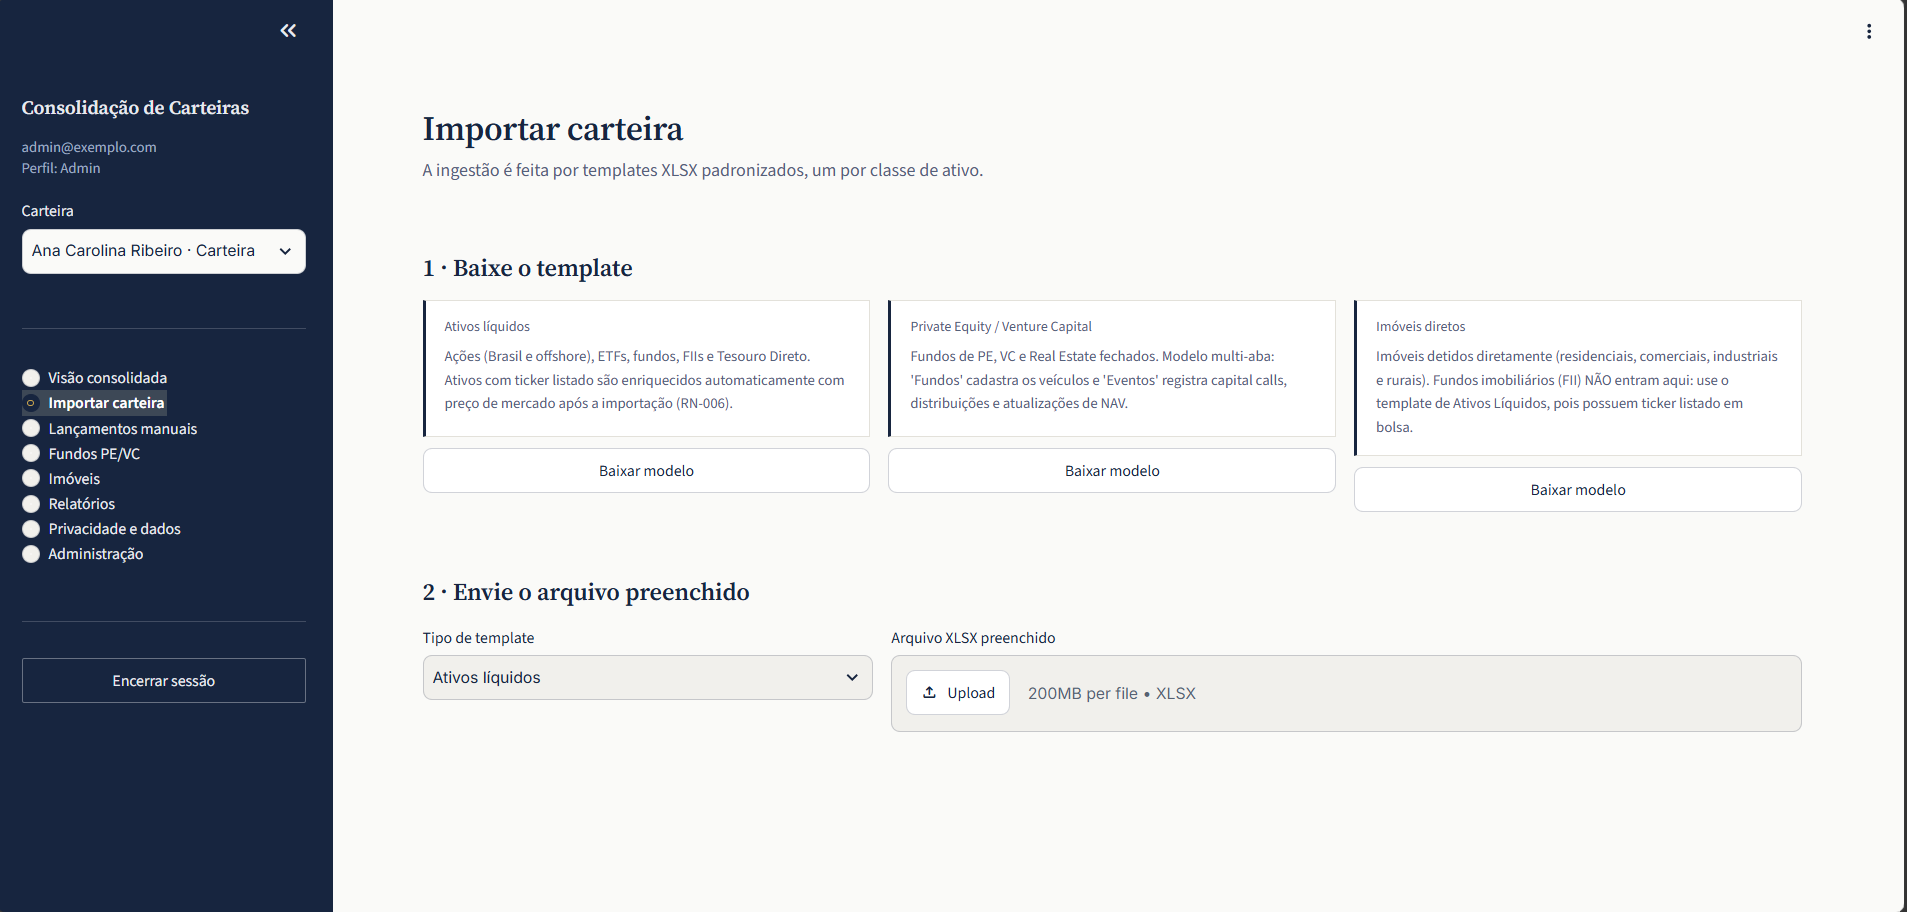 Consolidação de Carteiras
admin@exemplo.com
Perfil: Admin
Carteira
Ana Carolina Ribeiro · Carteira
Visão consolidada
Importar carteira
Lançamentos manuais
Fundos PE/VC
Imóveis
Relatórios
Privacidade e dados
Administração
Encerrar sessão
Importar carteira
A ingestão é feita por templates XLSX padronizados, um por classe de ativo.
1 · Baixe o template
Ativos líquidos
Ações (Brasil e offshore), ETFs, fundos, FIIs e Tesouro Direto.
Ativos com ticker listado são enriquecidos automaticamente com
preço de mercado após a importação (RN-006).
Baixar modelo
Private Equity / Venture Capital
Fundos de PE, VC e Real Estate fechados. Modelo multi-aba:
'Fundos' cadastra os veículos e 'Eventos' registra capital calls,
distribuições e atualizações de NAV.
Baixar modelo
Imóveis diretos
Imóveis detidos diretamente (residenciais, comerciais, industriais
e rurais). Fundos imobiliários (FII) NÃO entram aqui: use o
template de Ativos Líquidos, pois possuem ticker listado em
bolsa.
Baixar modelo
2 · Envie o arquivo preenchido
Tipo de template
Ativos líquidos
Arquivo XLSX preenchido
Upload
200MB per file • XLSX